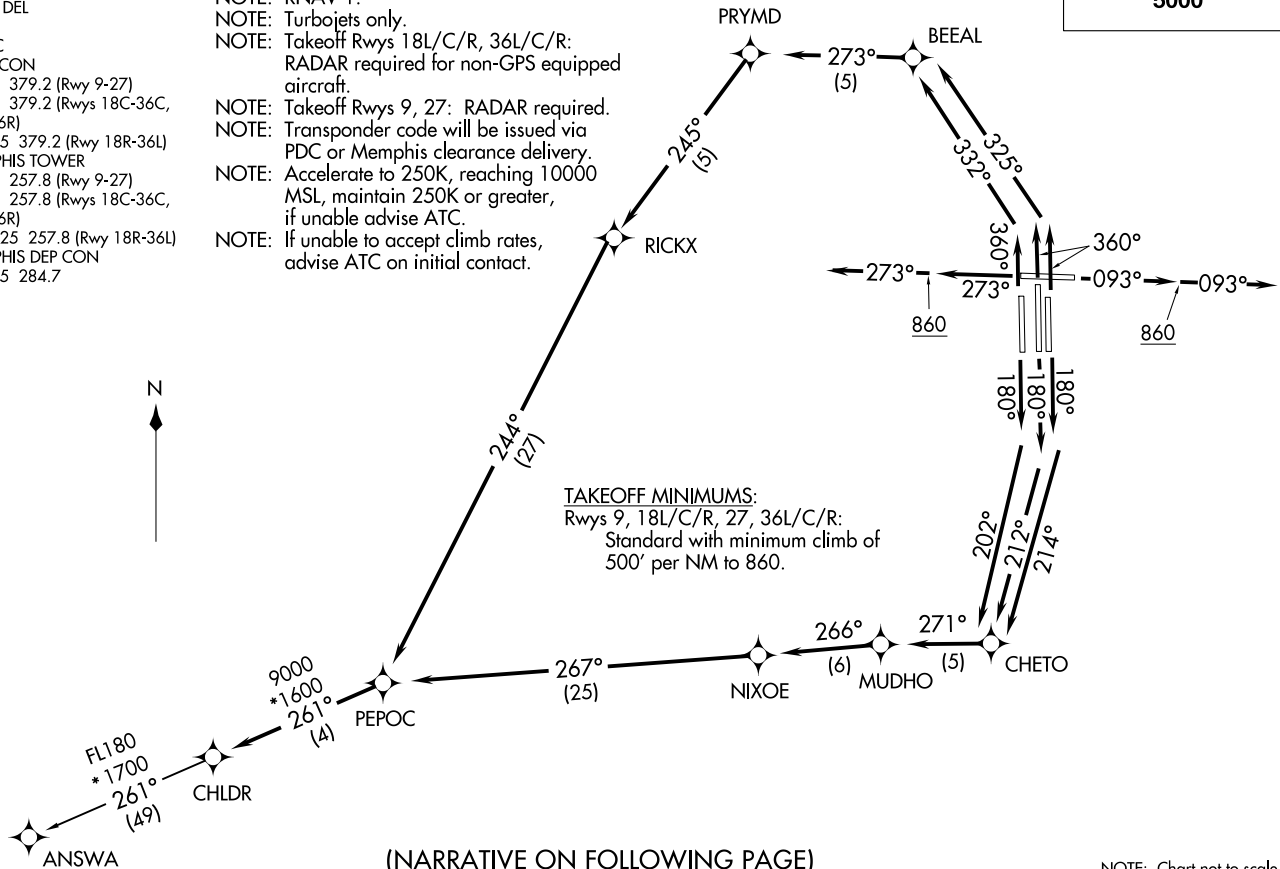 DEL
CON
379.2 (Rwy 9-27)
379.2 (Rwys 18C-36C,
6R)
5 379.2 (Rwy 18R-36L)
PHIS TOWER
257.8 (Rwy 9-27)
257.8 (Rwys 18C-36C,
6R)
25 257.8 (Rwy 18R-36L)
PHIS DEP CON
5 284.7
NOTE: RNAV 1.
NOTE: Turbojets only.
NOTE: Takeoff Rwys 18L/C/R, 36L/C/R:
RADAR required for non-GPS equipped
aircraft.
NOTE: Takeoff Rwys 9, 27: RADAR required.
NOTE: Transponder code will be issued via
PDC or Memphis clearance delivery.
NOTE: Accelerate to 250K, reaching 10000
MSL, maintain 250K or greater,
if unable advise ATC.
NOTE: If unable to accept climb rates,
advise ATC on initial contact.
5000
PRYMD
BEEAL
273°
(5)
245°
(5)
RICKX
332°
325°
360°
360°
273°
273°
093°
093°
860
860
180°
180°
180°
N
244°
(27)
TAKEOFF MINIMUMS:
Rwys 9, 18L/C/R, 27, 36L/C/R:
Standard with minimum climb of
500' per NM to 860.
202°
212°
214°
271°
(5)
CHETO
266°
(6)
MUDHO
NIXOE
267°
(25)
PEPOC
9000
*1600
261°
(4)
CHLDR
FL180
*1700
261°
(49)
ANSWA
(NARRATIVE ON FOLLOWING PAGE)
NOTE: Chart not to scale